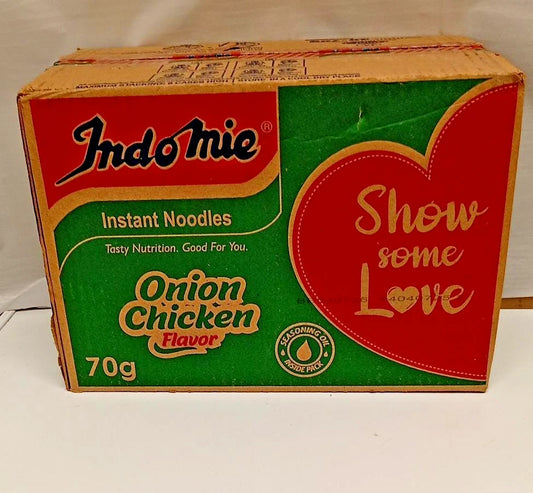 Indomie®
Instant Noodles
Tasty Nutrition. Good For You.
Onion
Chicken
Flavor
70g
SEASONING OIL
INSIDE PACK
Show
some
Love